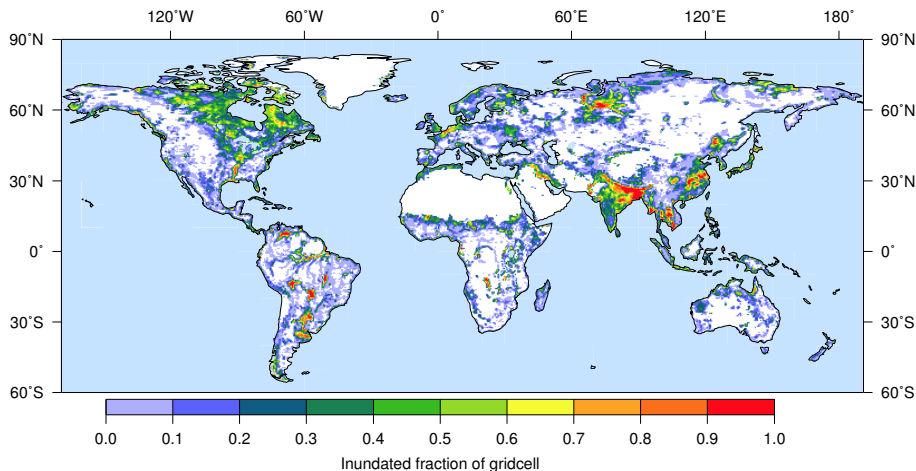 120˚W 60˚W 0˚ 60˚E 120˚E 180˚
90˚N 90˚N
60˚N 60˚N
30˚N 30˚N
0˚ 0˚
30˚S 30˚S
60˚S 60˚S
0.0 0.1 0.2 0.3 0.4 0.5 0.6 0.7 0.8 0.9 1.0
Inundated fraction of gridcell